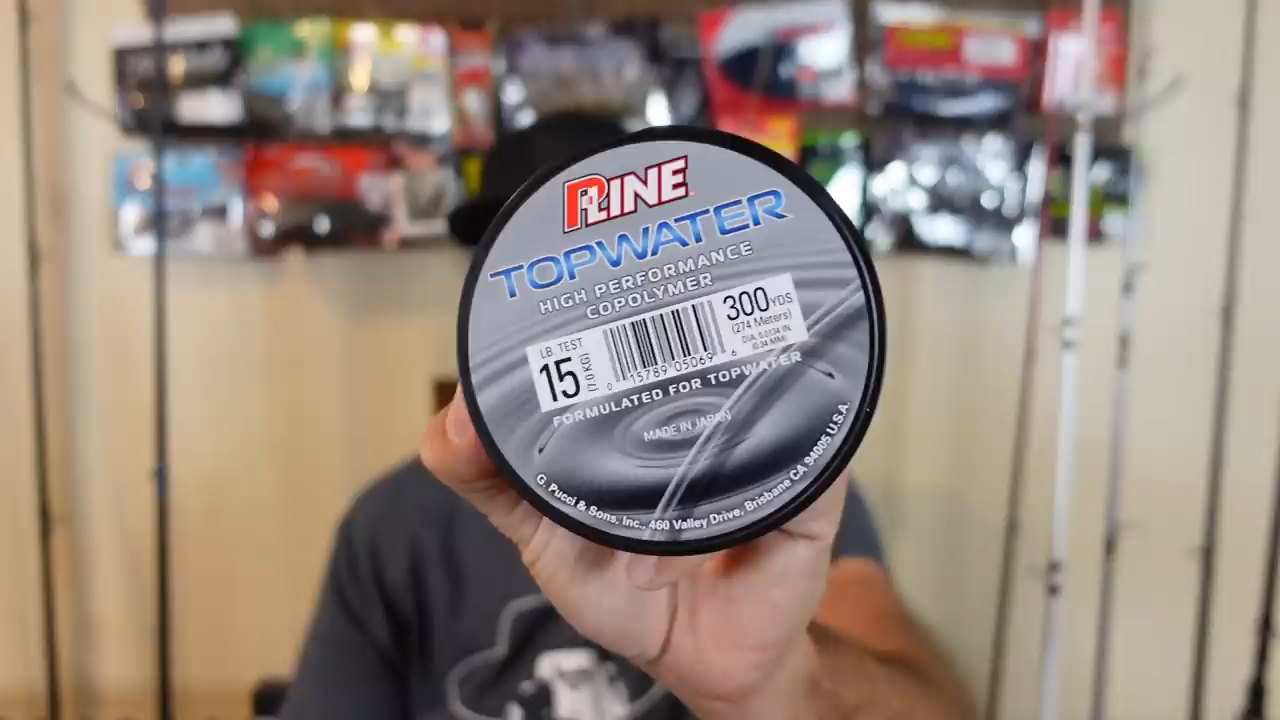 P-LINE
TOPWATER
HIGH PERFORMANCE
COPOLYMER
LB. TEST
15
(7.0 KG)
0 15789 05069 6
300 YDS
(274 Meters)
DIA. 0.0134 IN.
(0.34 MM)
FORMULATED FOR TOPWATER
MADE IN JAPAN
G. Pucci & Sons, Inc., 460 Valley Drive, Brisbane CA 94005 U.S.A.